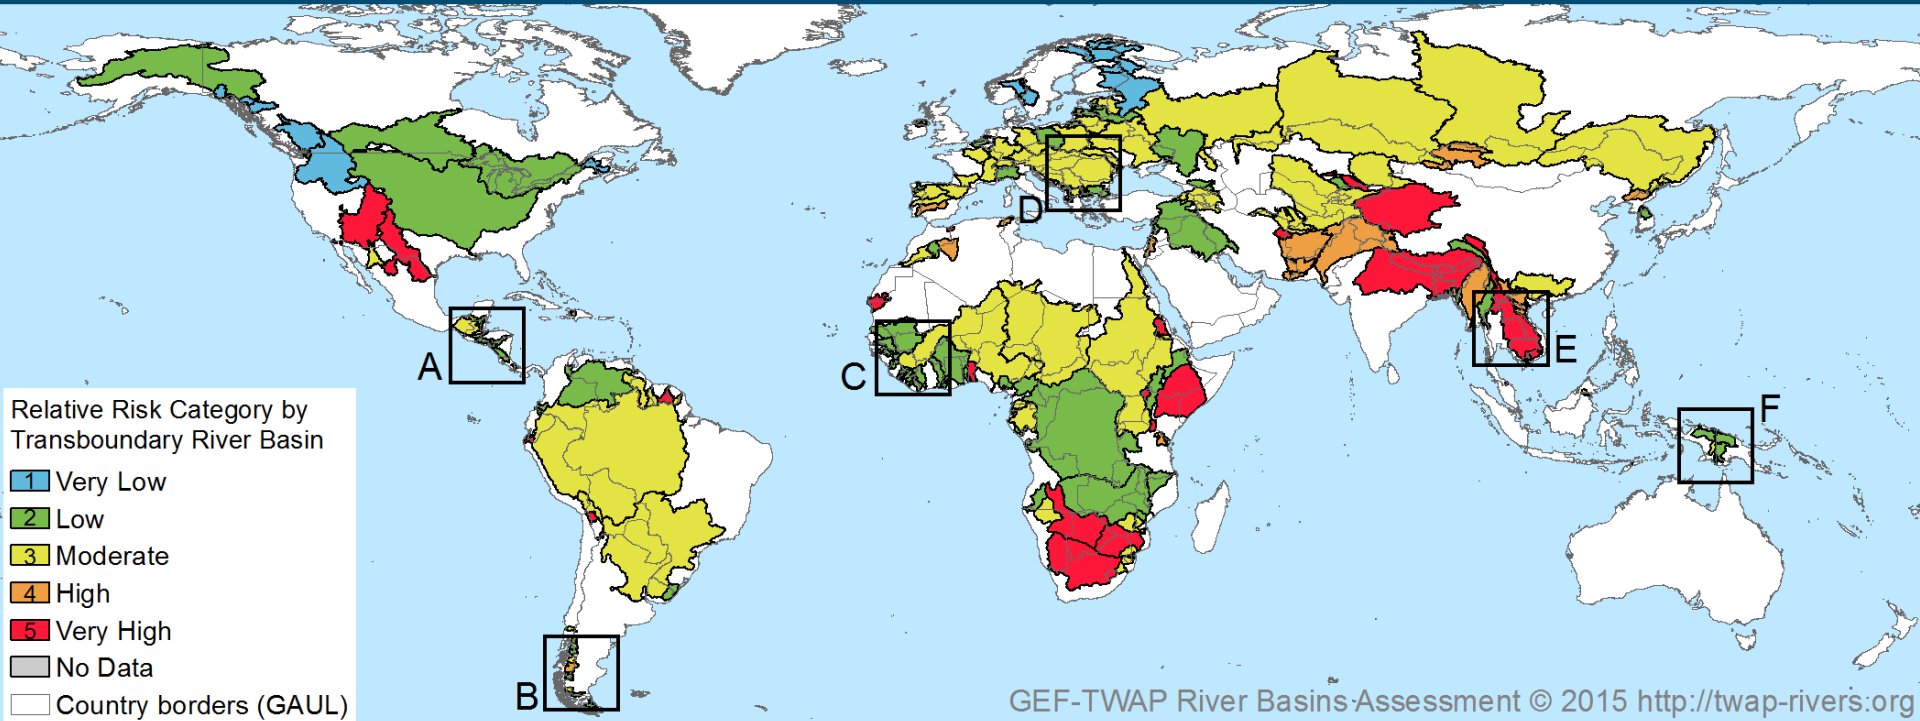 A
B
C
D
E
F
Relative Risk Category by
Transboundary River Basin
1 Very Low
2 Low
3 Moderate
4 High
5 Very High
No Data
Country borders (GAUL)
GEF-TWAP River Basins Assessment © 2015 http://twap-rivers.org